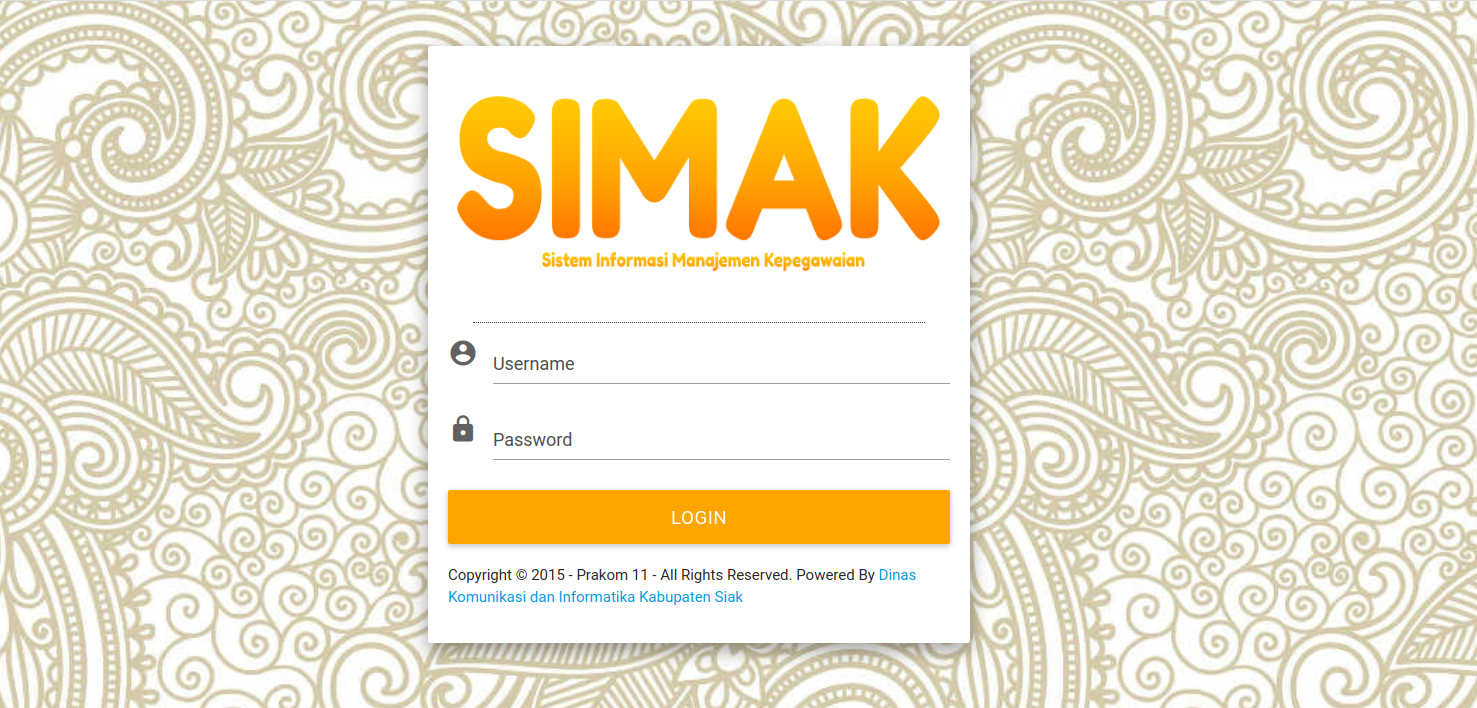 SIMAK
Sistem Informasi Manajemen Kepegawaian
Username
Password
LOGIN
Copyright © 2015 - Prakom 11 - All Rights Reserved. Powered By Dinas
Komunikasi dan Informatika Kabupaten Siak